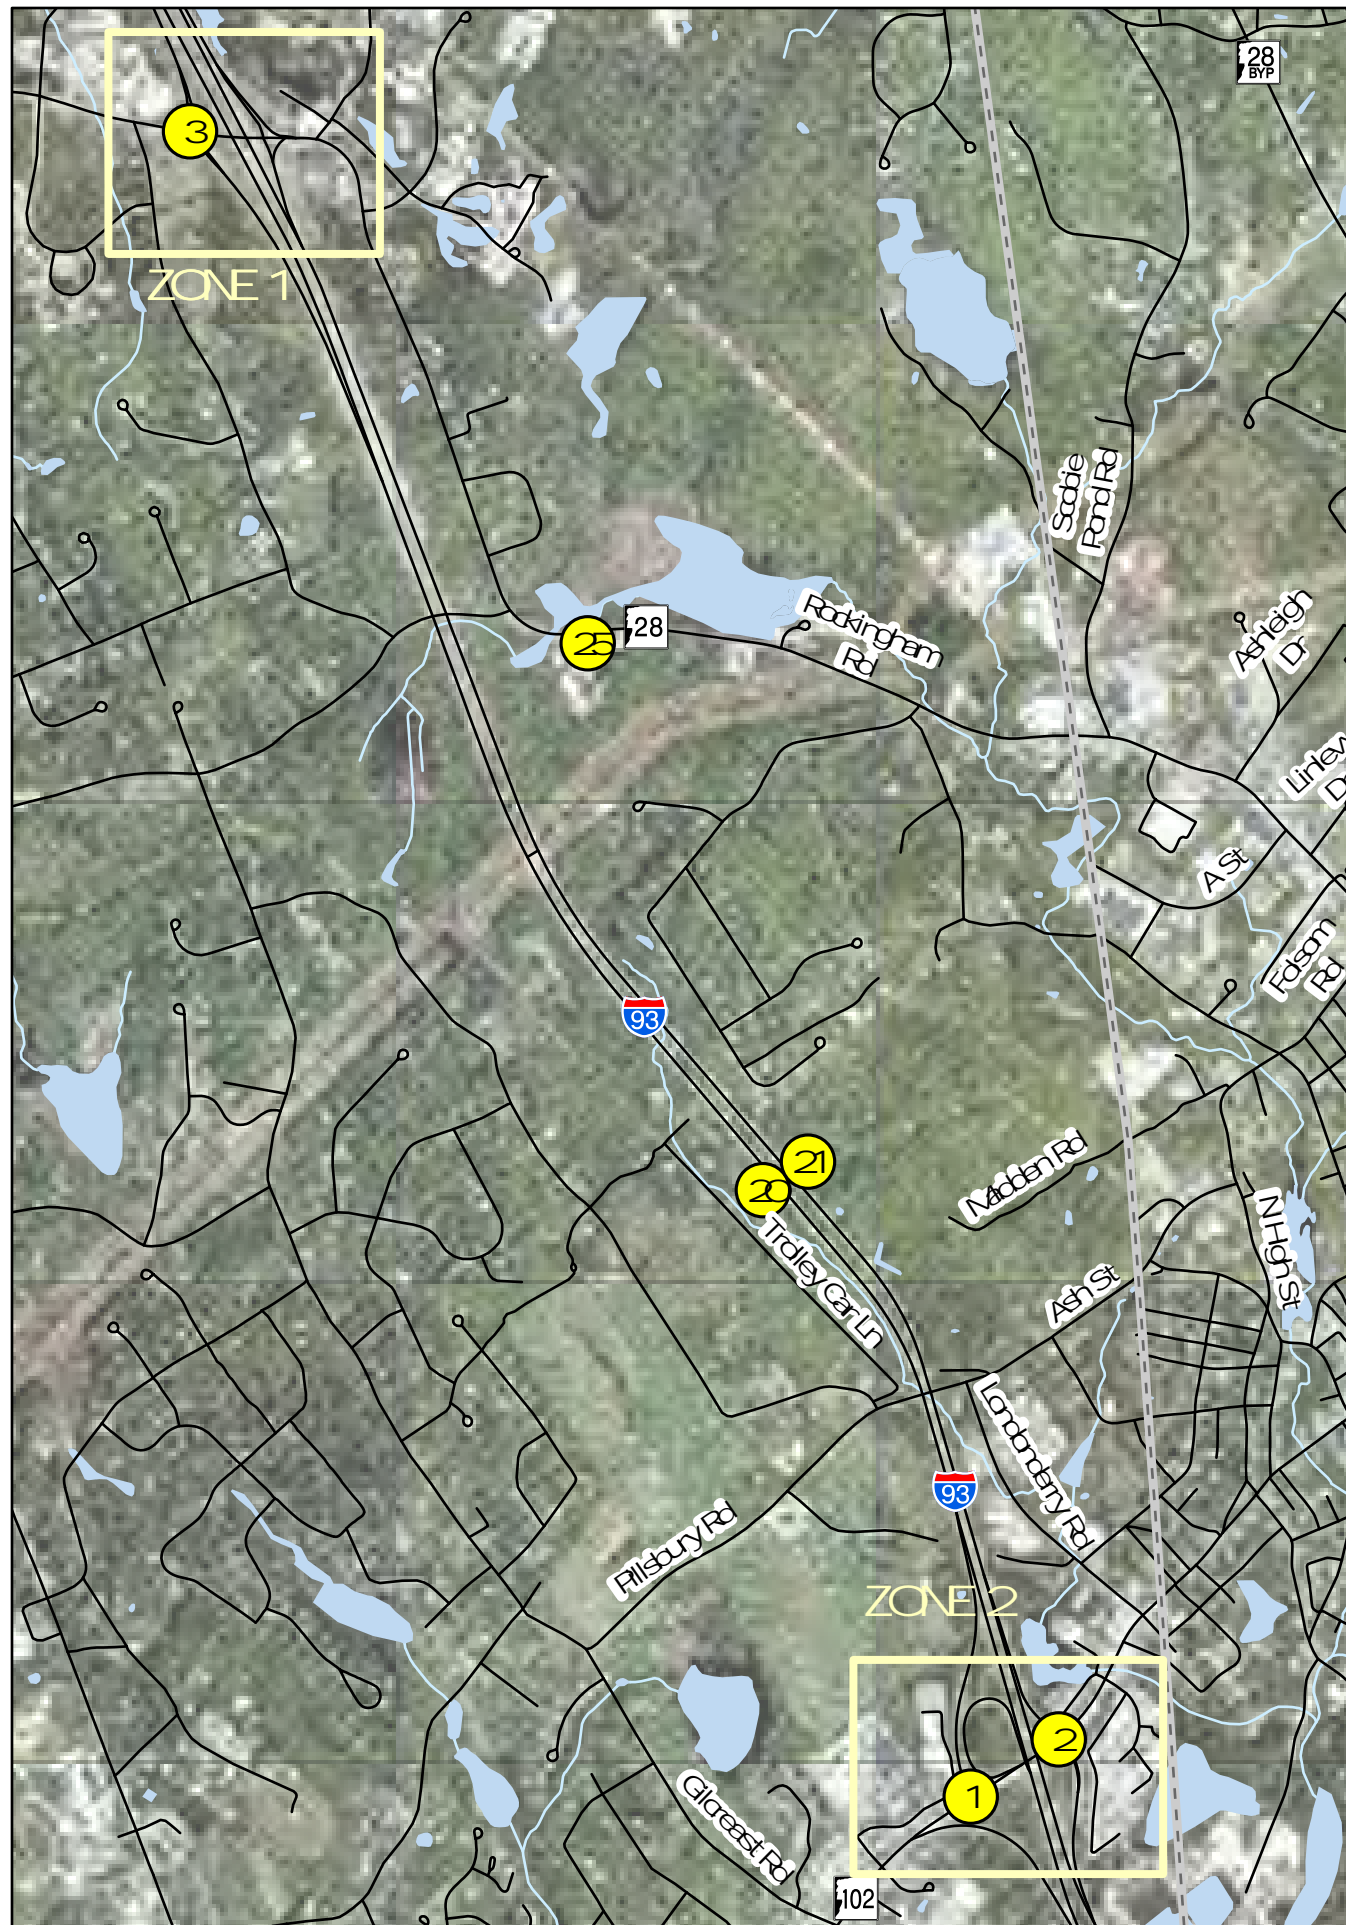 28
BYP
3
ZONE 1
Scobie
Pond Rd
Rockingham
Rd
28
25
Ashleigh
Dr
Linlew
Dr
A St
Folsom
Rd
93
21
20
Madden Rd
Trolley Car Ln
N High St
Ash St
Londonderry Rd
93
Pillsbury Rd
ZONE 2
2
1
Gilcreast Rd
102